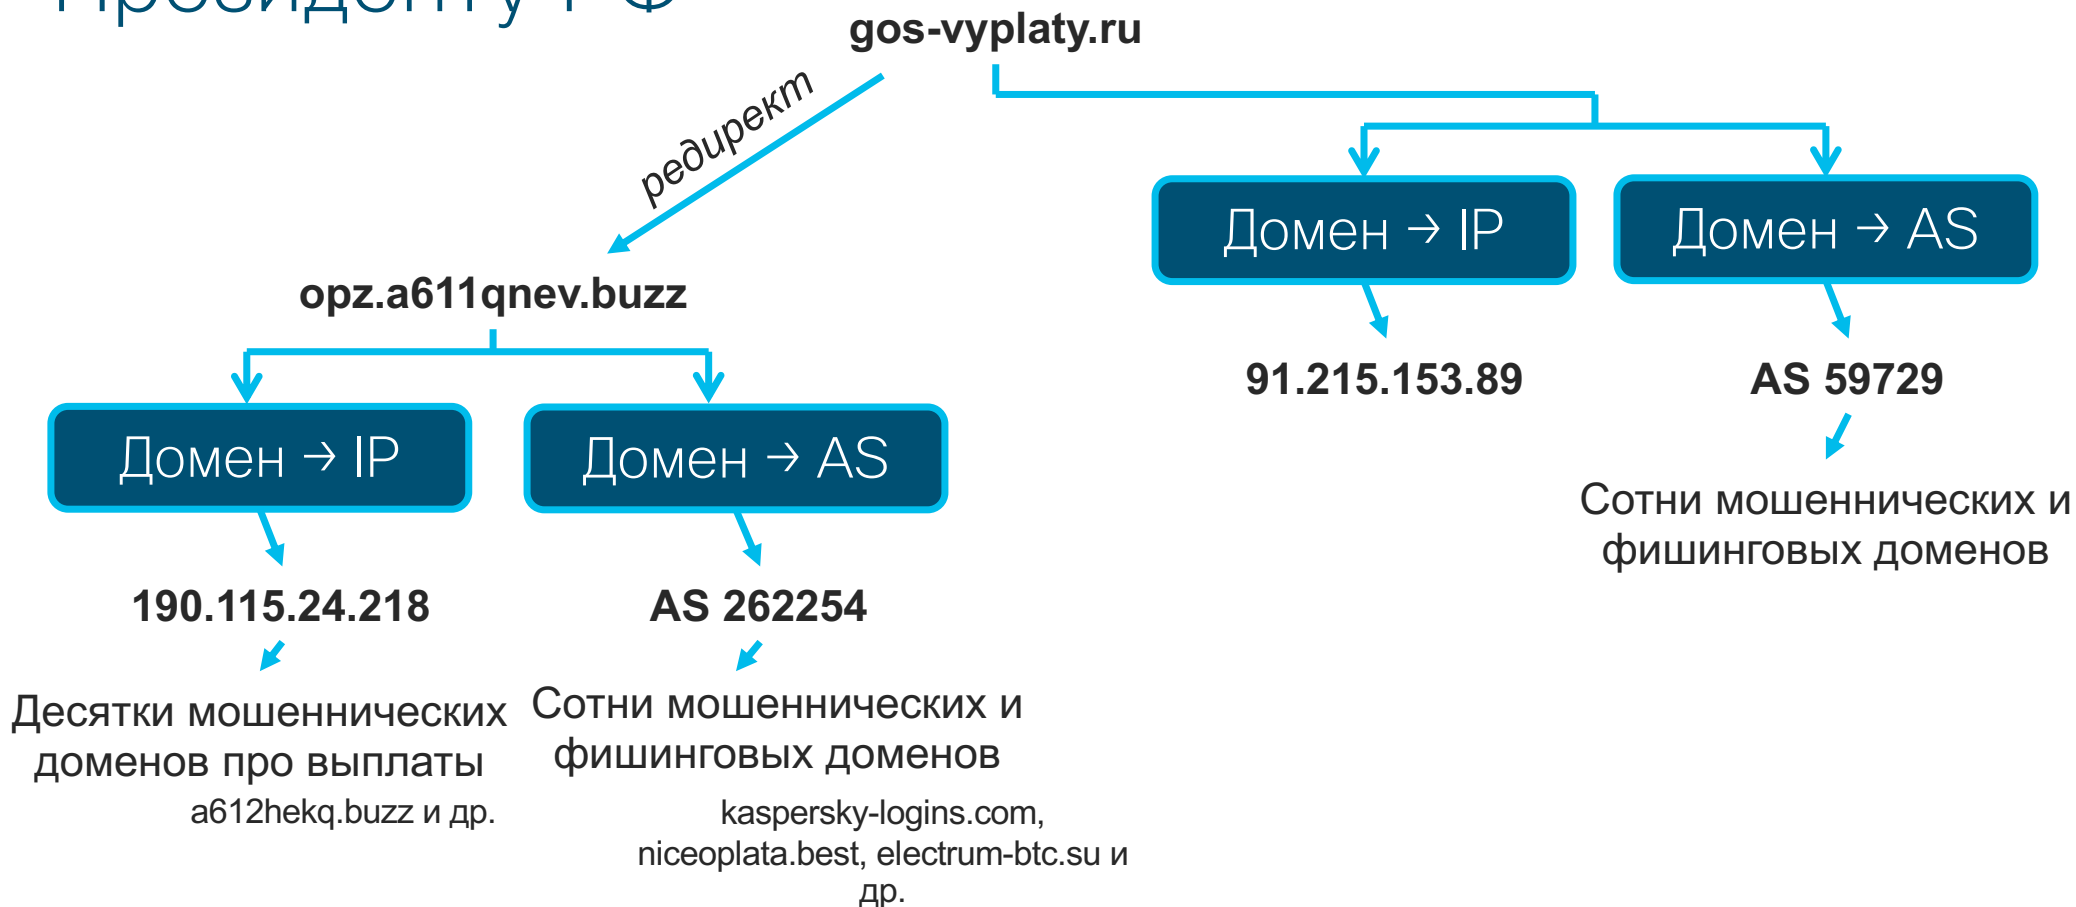 Президенту РФ
gos-vyplaty.ru
редирект
Домен → IP
Домен → AS
opz.a611qnev.buzz
91.215.153.89
AS 59729
Домен → IP
Домен → AS
Сотни мошеннических и
фишинговых доменов
190.115.24.218
AS 262254
Десятки мошеннических
доменов про выплаты
a612hekq.buzz и др.
Сотни мошеннических и
фишинговых доменов
kaspersky-logins.com,
niceoplata.best, electrum-btc.su и
др.